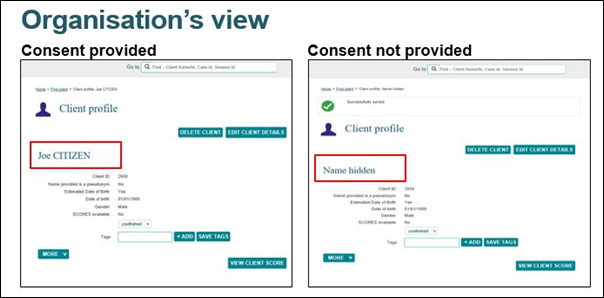 Organisation's view
Consent provided
Go to Find – Client Name/Id, Case Id, Session Id
Home > Find client > Client profile: Joe CITIZEN
Client profile
DELETE CLIENT EDIT CLIENT DETAILS
Joe CITIZEN
Client ID: 2050
Name provided is a pseudonym: No
Estimated Date of Birth: Yes
Date of birth: 01/01/1989
Gender: Male
SCORES available: No
youthshed
Tags + ADD SAVE TAGS
MORE
VIEW CLIENT SCORE
Consent not provided
Go to Find – Client Name/Id, Case Id, Session Id
Home > Find client > Client profile: Name hidden
Successfully saved
Client profile
DELETE CLIENT EDIT CLIENT DETAILS
Name hidden
Client ID: 2050
Name provided is a pseudonym: No
Estimated Date of Birth: Yes
Date of birth: 01/01/1989
Gender: Male
SCORES available: No
youthshed
Tags + ADD SAVE TAGS
MORE
VIEW CLIENT SCORE